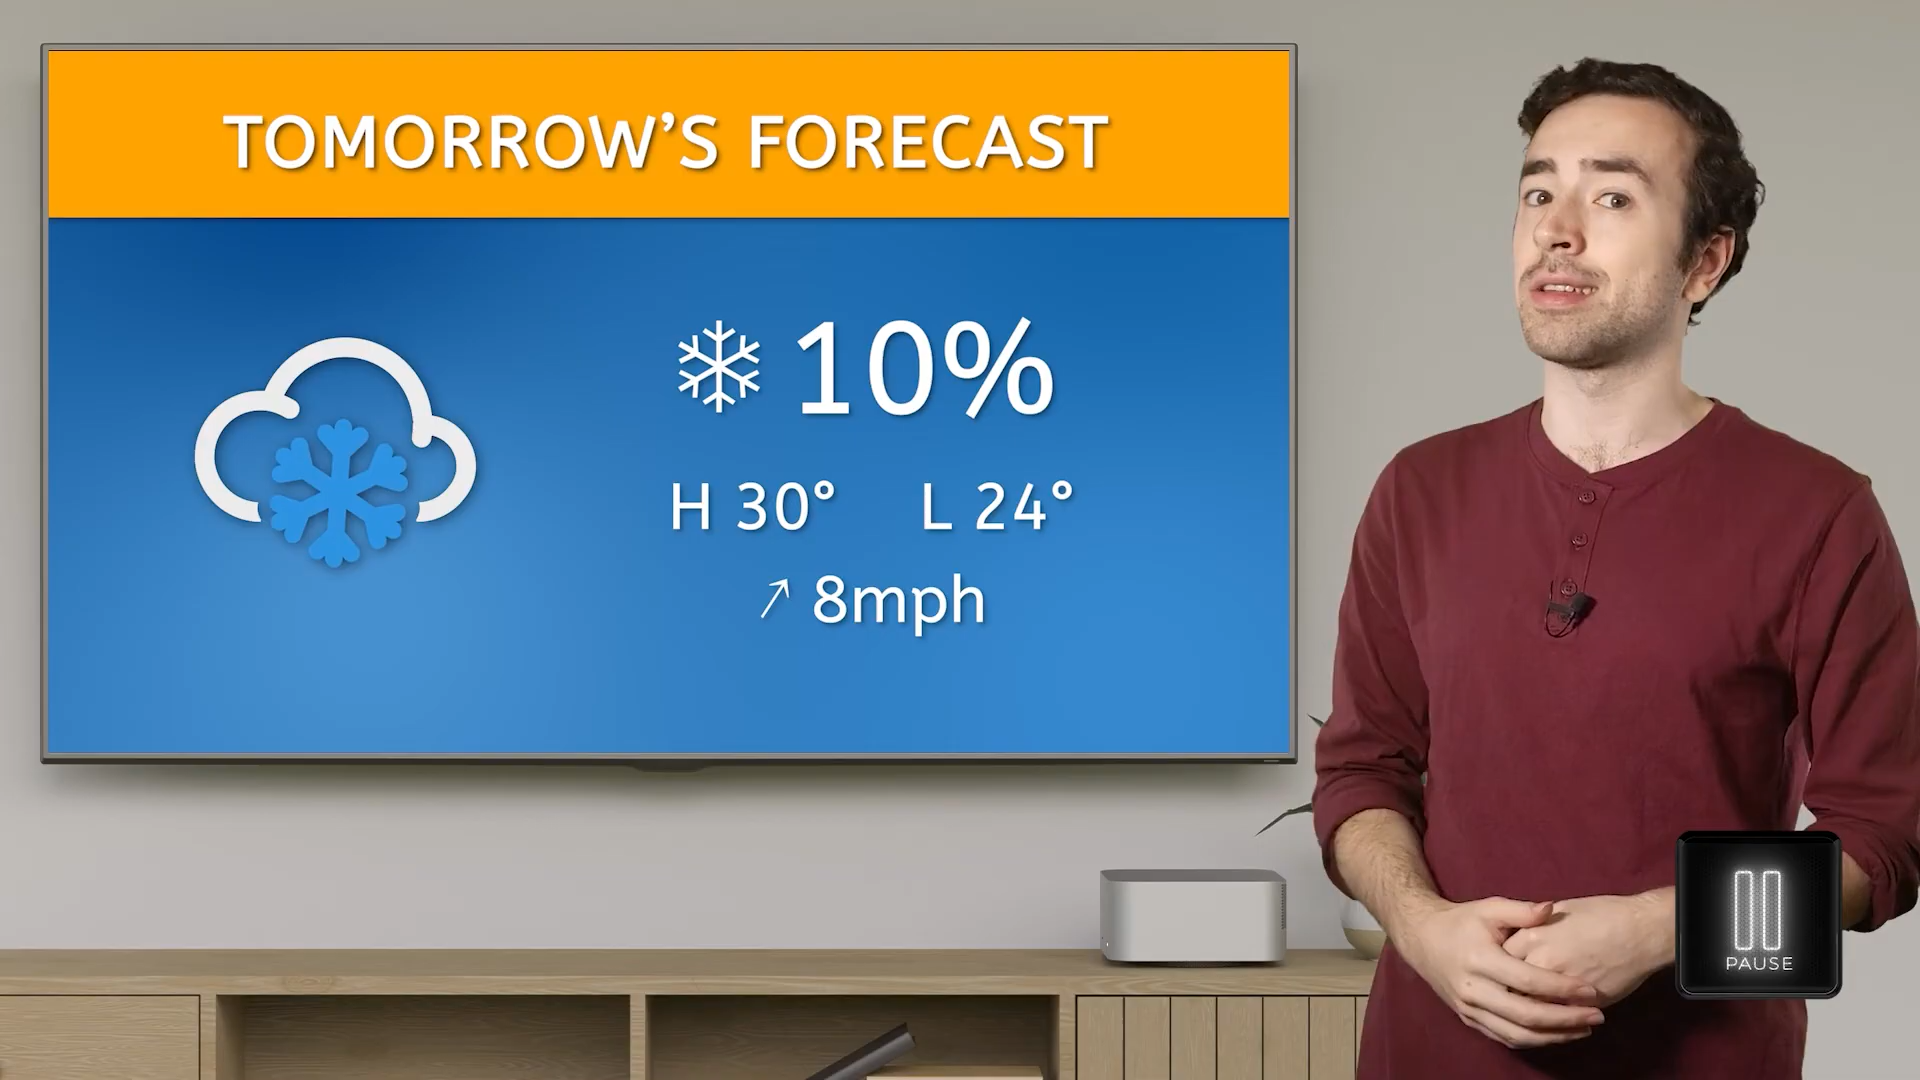 TOMORROW’S FORECAST
10%
H 30° L 24°
↗ 8mph
PAUSE